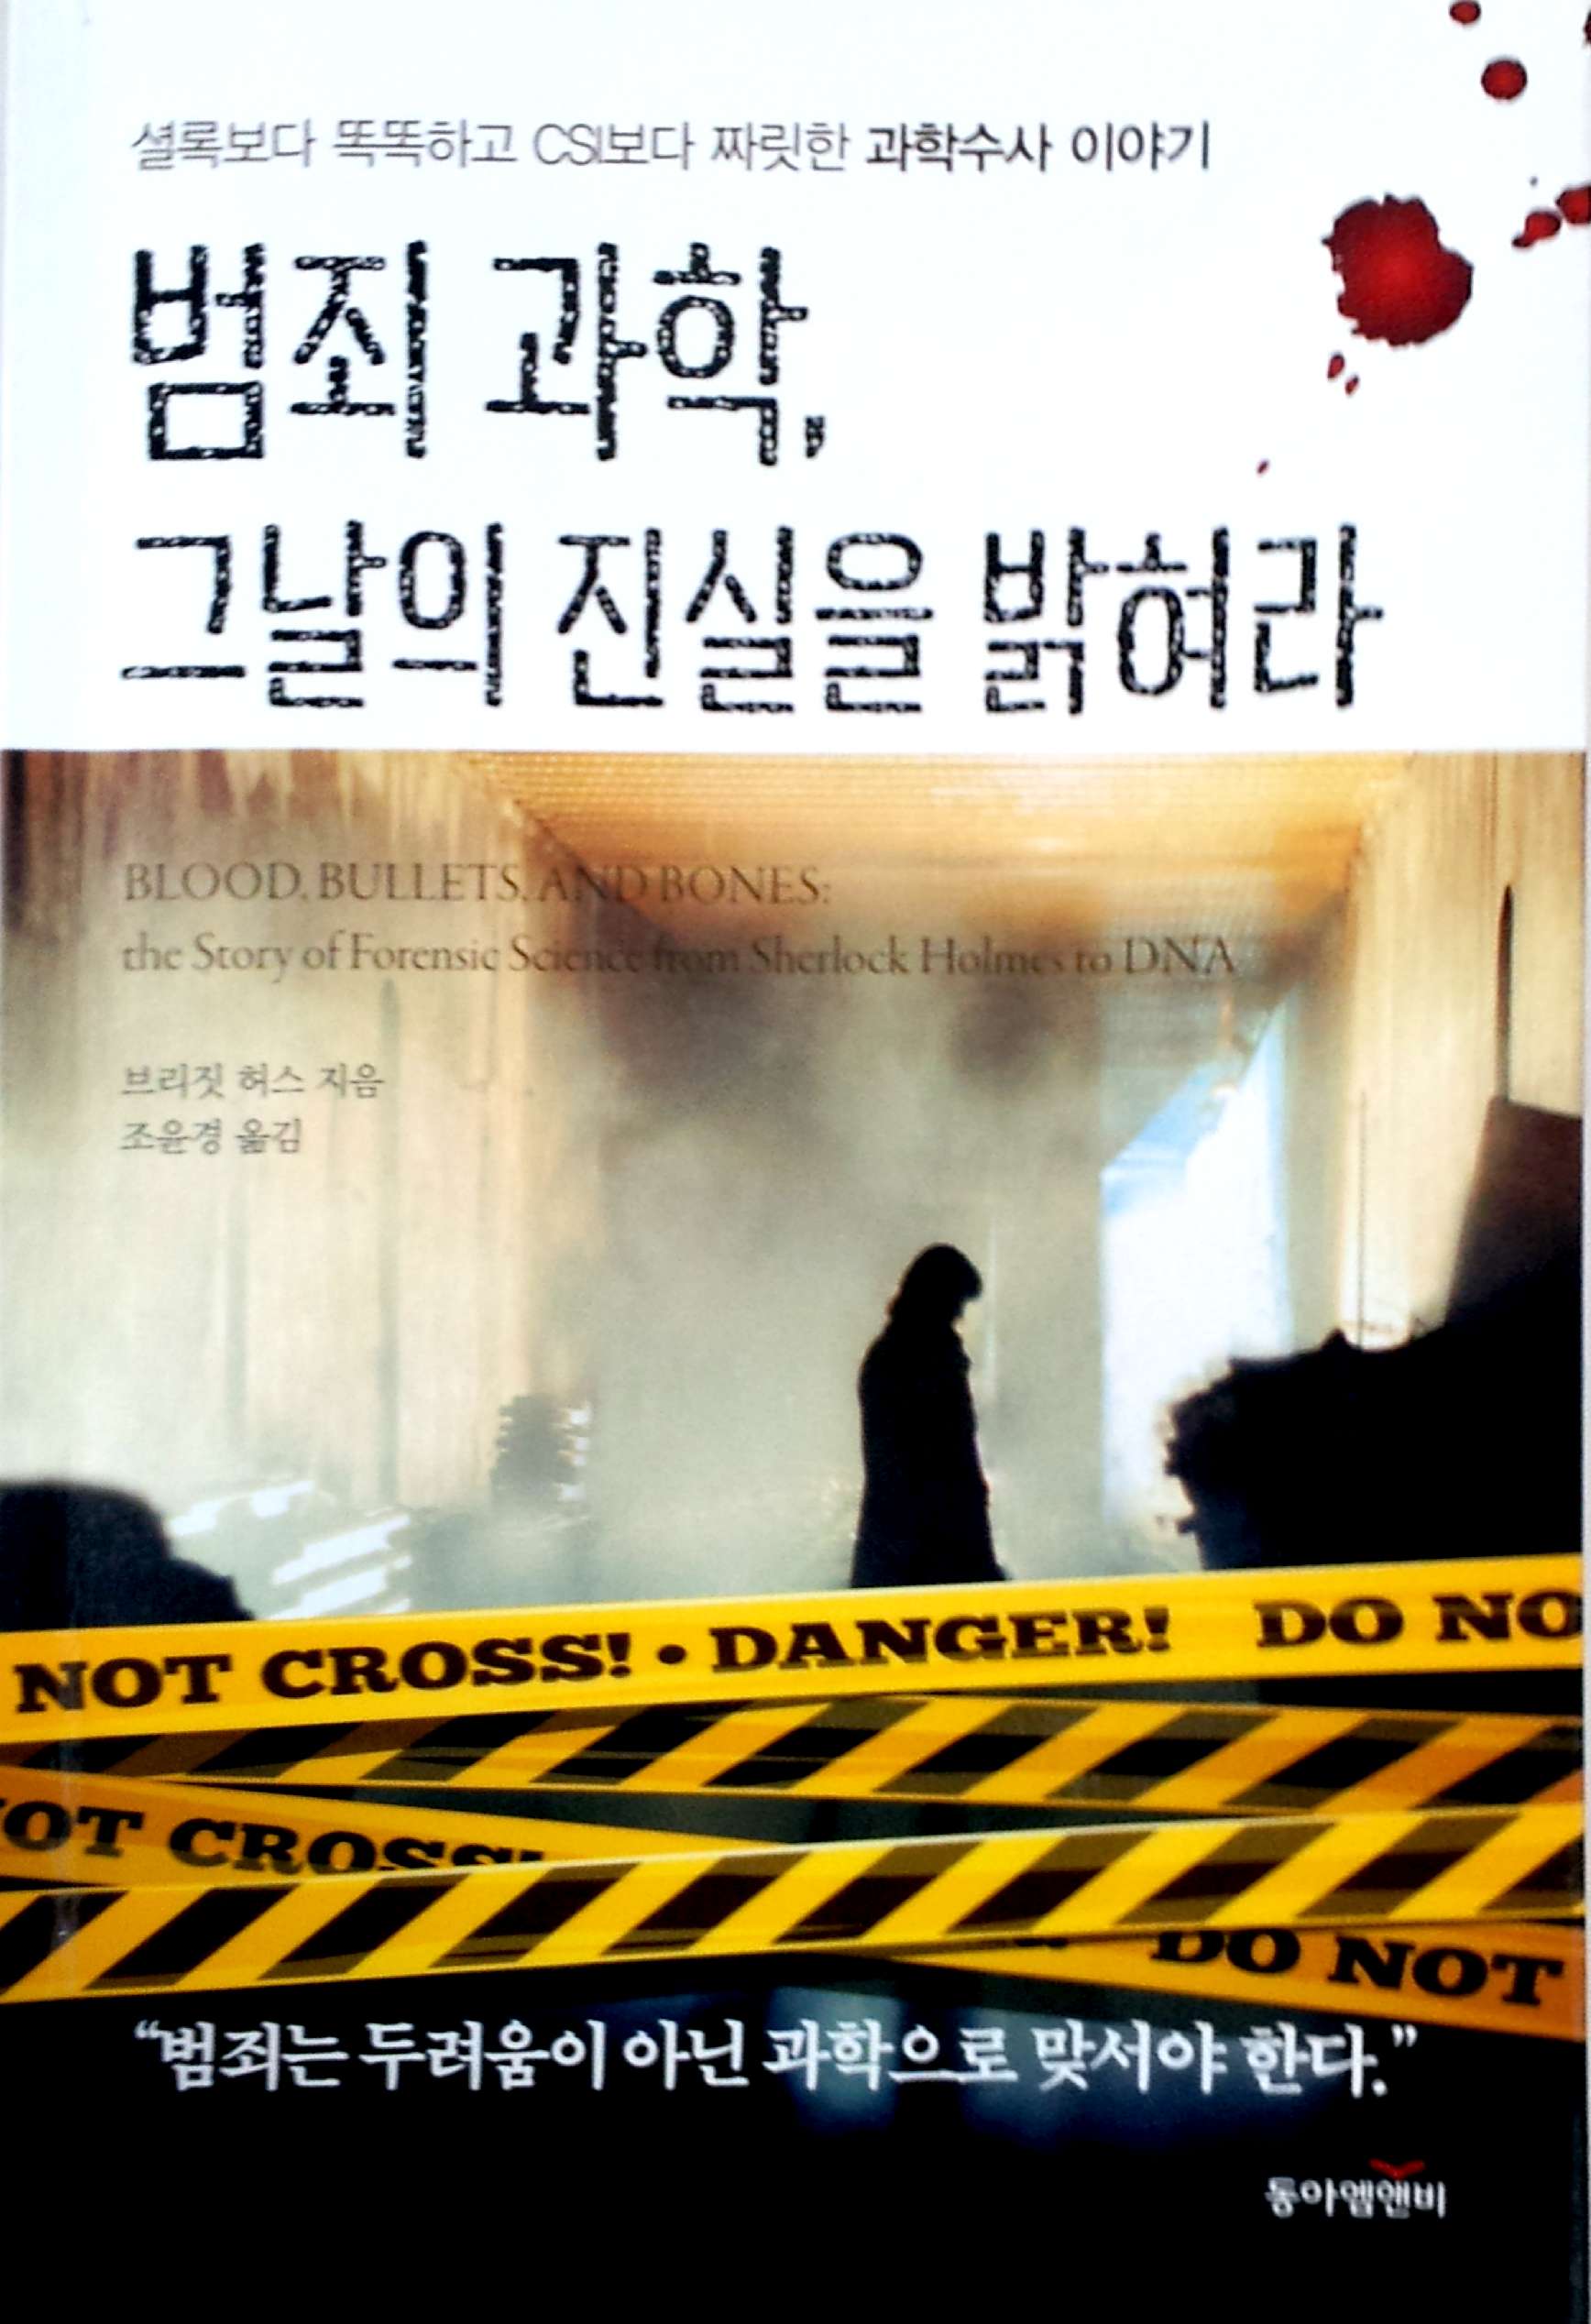 셜록보다 똑똑하고 CSI보다 짜릿한 과학수사 이야기
범죄 과학,
그날의 진실을 밝혀라
BLOOD, BULLETS, AND BONES:
the Story of Forensic Science from Sherlock Holmes to DNA
브리짓 허스 지음
조윤경 옮김
NOT CROSS! • DANGER! DO NO
OT CROSS!
DO NOT
“범죄는 두려움이 아닌 과학으로 맞서야 한다.”
동아엠앤비